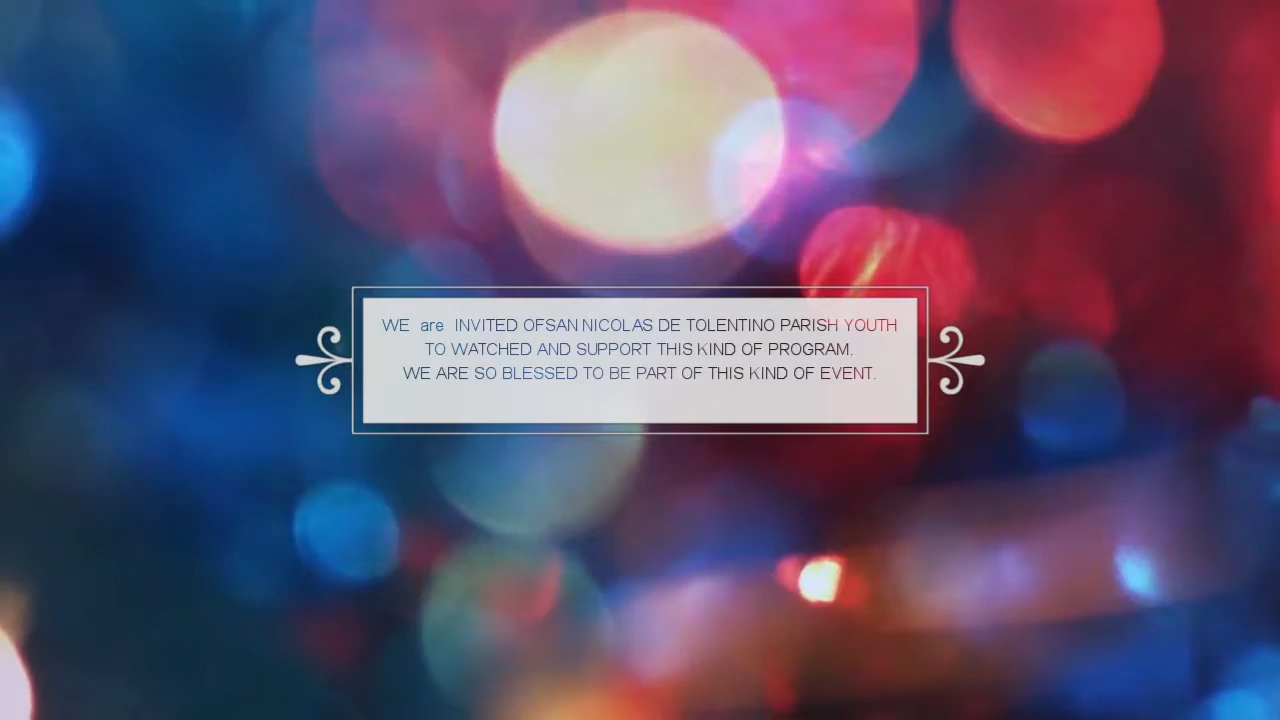 WE are INVITED OFSAN NICOLAS DE TOLENTINO PARISH YOUTH
TO WATCHED AND SUPPORT THIS KIND OF PROGRAM.
WE ARE SO BLESSED TO BE PART OF THIS KIND OF EVENT.